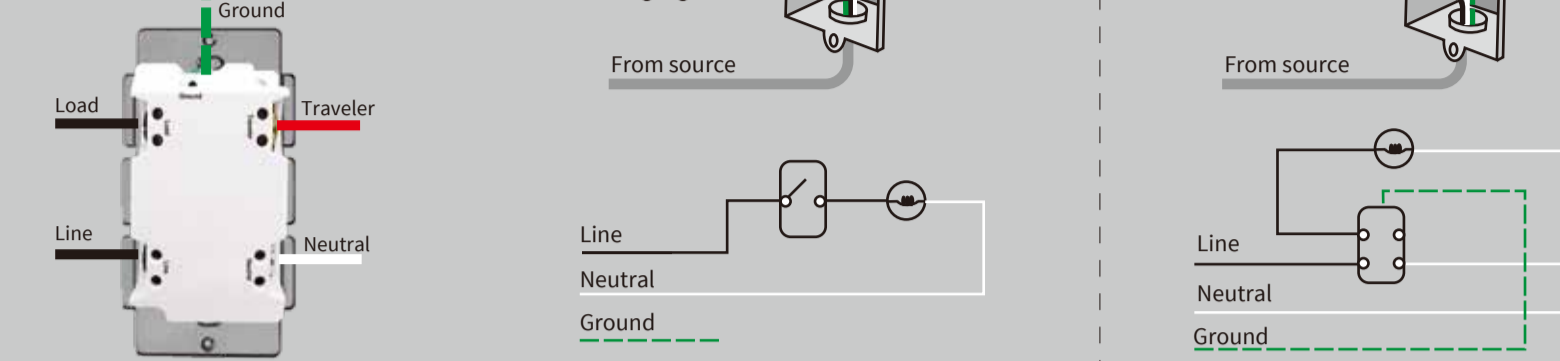 Ground
Load
Traveler
Line
Neutral
From source
Line
Neutral
Ground
From source
Line
Neutral
Ground